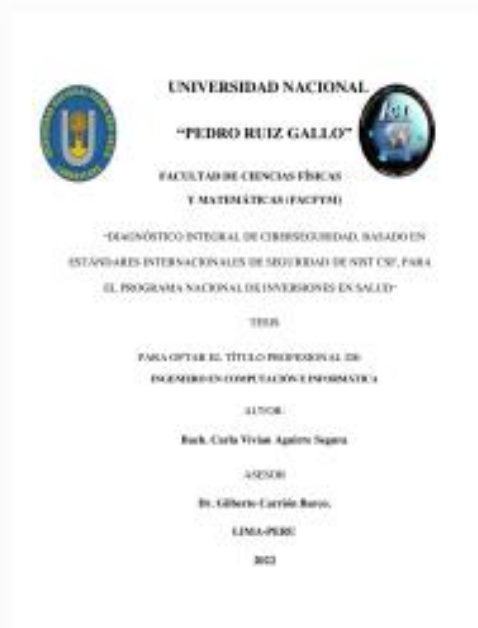 UNIVERSIDAD NACIONAL
“PEDRO RUIZ GALLO”
FACULTAD DE CIENCIAS FÍSICAS
Y MATEMÁTICAS (FACFYM)
“DIAGNÓSTICO INTEGRAL DE CIBERSEGURIDAD, BASADO EN
ESTÁNDARES INTERNACIONALES DE SEGURIDAD DE NIST CSF, PARA
EL PROGRAMA NACIONAL DE INVERSIONES EN SALUD”
TESIS
PARA OPTAR EL TÍTULO PROFESIONAL DE:
INGENIERO EN COMPUTACIÓN E INFORMÁTICA
AUTOR
Bach. Carla Vivian Aguirre Segura
ASESOR
Dr. Gilberto Carrión Barco.
LIMA-PERU
2022